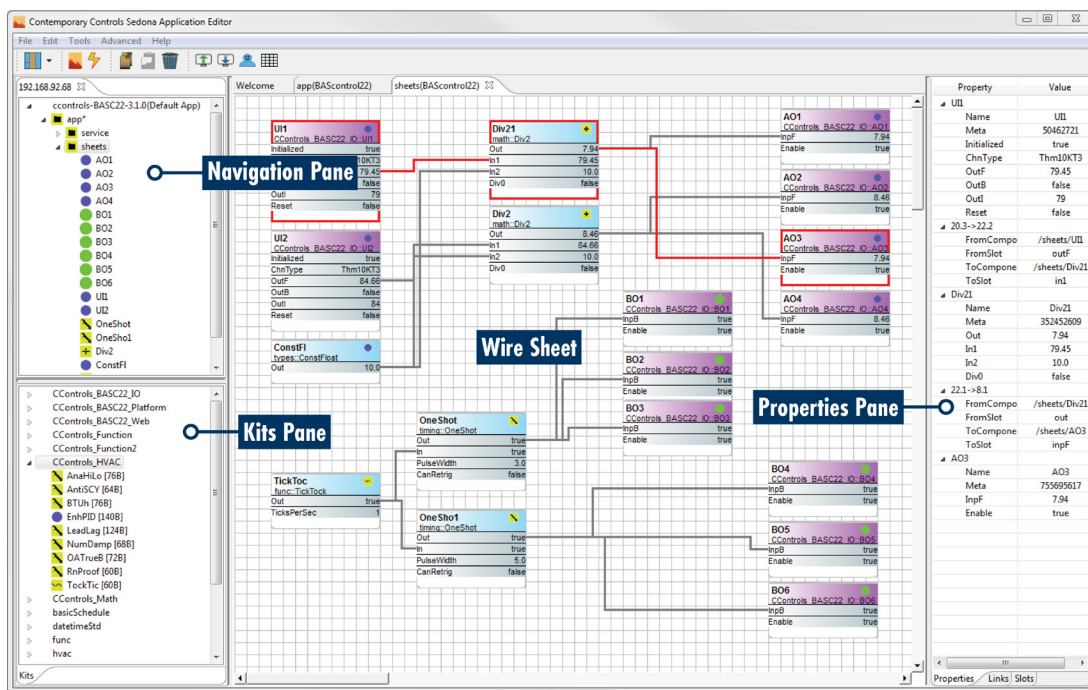 Contemporary Controls Sedona Application Editor
File Edit Tools Advanced Help
192.168.92.68
ccontrols-BASC22-3.1.0(Default App)
app*
service
sheets
AO1
AO2
AO3
AO4
BO1
BO2
BO3
BO4
BO5
BO6
UI1
UI2
OneShot
OneSho1
Div2
ConstFl
Navigation Pane
CControls_BASC22_IO
CControls_BASC22_Platform
CControls_BASC22_Web
CControls_Function
CControls_Function2
CControls_HVAC
AnaHiLo [76B]
AntiSCY [64B]
BTUh [76B]
EnhPID [140B]
LeadLag [124B]
NumDamp [68B]
OATrueB [72B]
RnProof [60B]
TockTic [60B]
CControls_Math
basicSchedule
datetimeStd
func
hvac
Kits
Kits Pane
Welcome app(BAScontrol22) sheets(BAScontrol22)
UI1
CControls_BASC22_IO::UI1
Initialized true
10KT3
79.45
false
OutI 79
Reset false
UI2
CControls_BASC22_IO::UI2
Initialized true
ChnType Thm10KT3
OutF 84.66
OutB false
OutI 84
Reset false
ConstFl
types::ConstFloat
Out 10.0
TickToc
func::TickTock
Out true
TicksPerSec 1
Div21
math::Div2
Out 7.94
In1 79.45
In2 10.0
Div0 false
Div2
math::Div2
Out 8.46
In1 84.66
In2 10.0
Div0 false
OneShot
timing::OneShot
Out true
In true
PulseWidth 3.0
CanRetrig false
OneSho1
timing::OneShot
Out true
In true
PulseWidth 5.0
CanRetrig false
Wire Sheet
BO1
CControls_BASC22_IO::BO1
InpB true
Enable true
BO2
CControls_BASC22_IO::BO2
InpB true
Enable true
BO3
CControls_BASC22_IO::BO3
InpB true
Enable true
AO1
CControls_BASC22_IO::AO1
InpF 7.94
Enable true
AO2
CControls_BASC22_IO::AO2
InpF 8.46
Enable true
AO3
CControls_BASC22_IO::AO3
InpF 7.94
Enable true
AO4
CControls_BASC22_IO::AO4
InpF 8.46
Enable true
BO4
CControls_BASC22_IO::BO4
InpB true
Enable true
BO5
CControls_BASC22_IO::BO5
InpB true
Enable true
BO6
CControls_BASC22_IO::BO6
InpB true
Enable true
Properties Pane
Property Value
UI1
Name UI1
Meta 50462721
Initialized true
ChnType Thm10KT3
OutF 79.45
OutB false
OutI 79
Reset false
20.3->22.2
FromCompo /sheets/UI1
FromSlot outF
ToCompone /sheets/Div21
ToSlot in1
Div21
Name Div21
Meta 352452609
Out 7.94
In1 79.45
In2 10.0
Div0 false
22.1->8.1
FromCompo /sheets/Div21
FromSlot out
ToCompone /sheets/AO3
ToSlot inpF
AO3
Name AO3
Meta 755695617
InpF 7.94
Enable true
Properties Links Slots